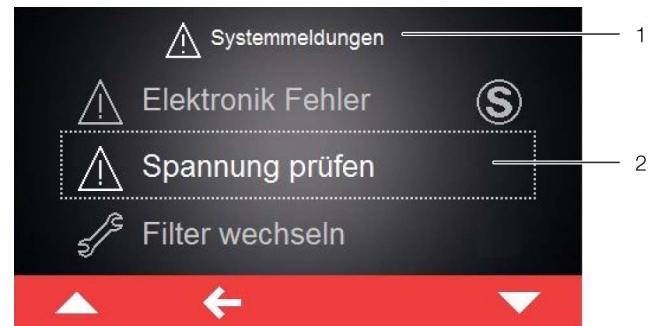 Systemmeldungen
1
Elektronik Fehler
S
Spannung prüfen
2
Filter wechseln